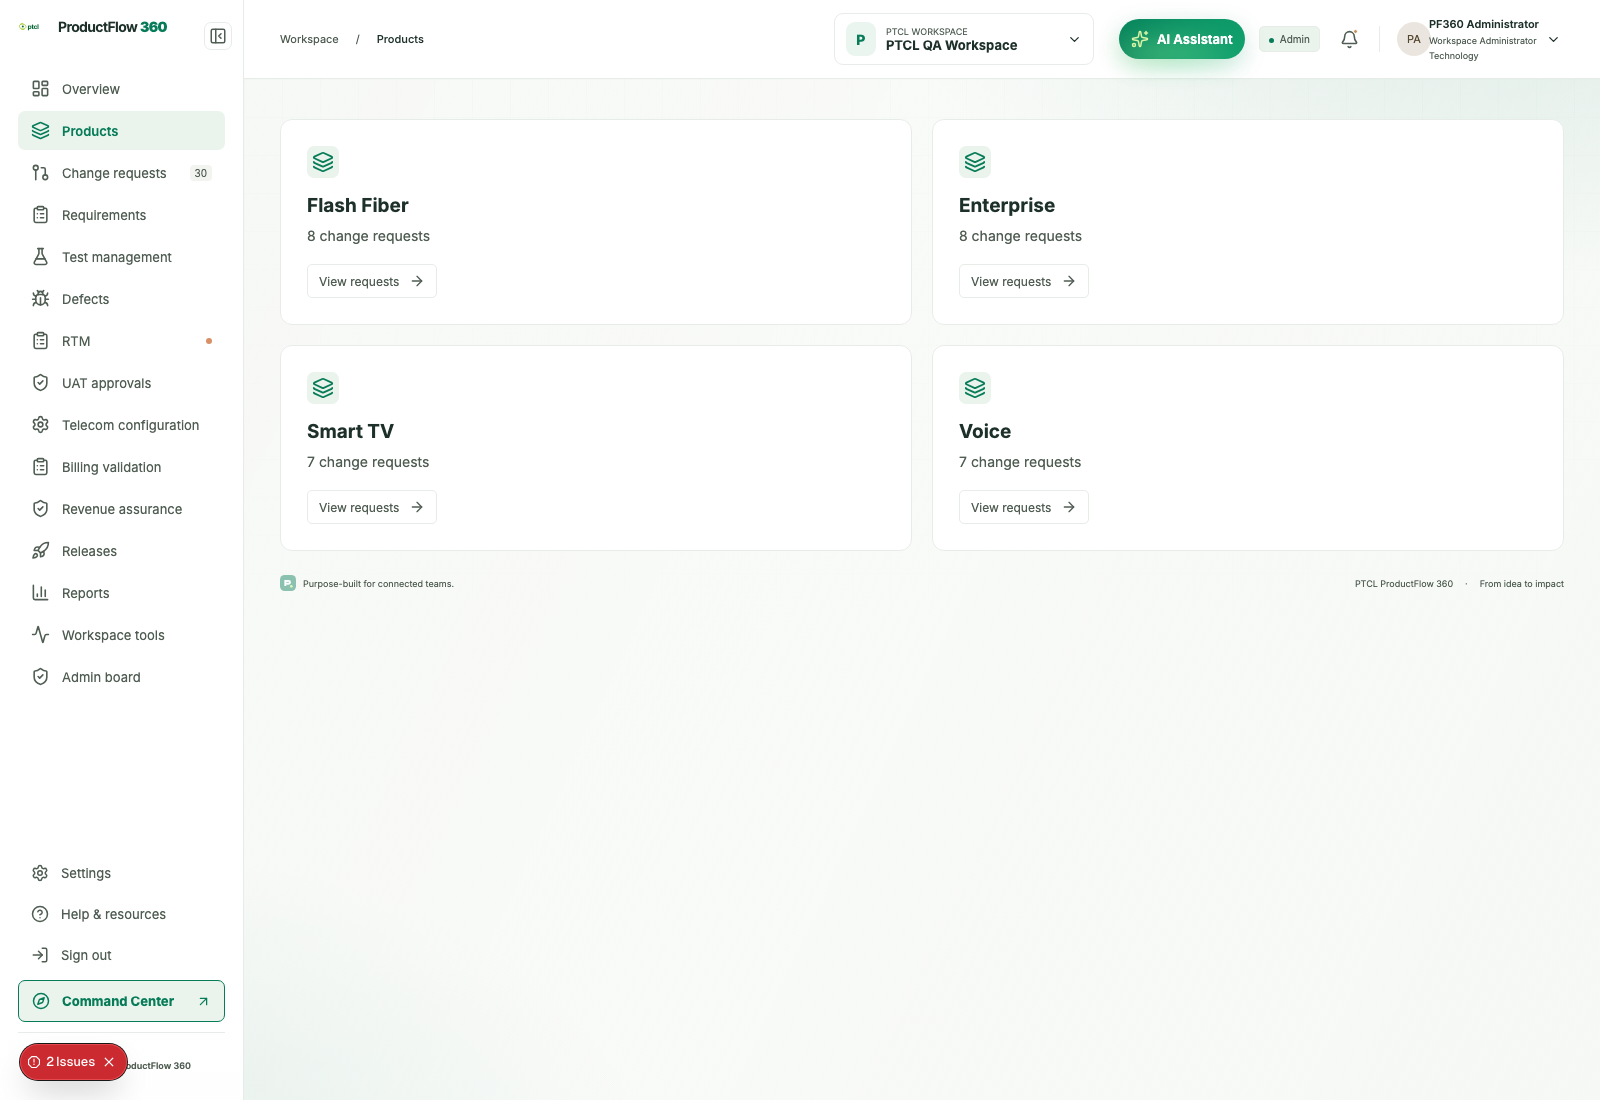 ptcl
ProductFlow 360
Overview
Products
Change requests 30
Requirements
Test management
Defects
RTM
UAT approvals
Telecom configuration
Billing validation
Revenue assurance
Releases
Reports
Workspace tools
Admin board
Settings
Help & resources
Sign out
Command Center
2 Issues
oductFlow 360
Workspace / Products
P
PTCL WORKSPACE
PTCL QA Workspace
AI Assistant
Admin
PA
PF360 Administrator
Workspace Administrator
Technology
Flash Fiber
8 change requests
View requests
Enterprise
8 change requests
View requests
Smart TV
7 change requests
View requests
Voice
7 change requests
View requests
Purpose-built for connected teams.
PTCL ProductFlow 360 · From idea to impact